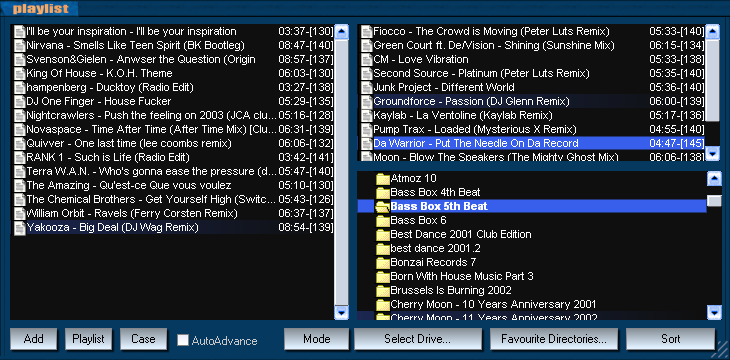 playlist
I'll be your inspiration - I'll be your inspiration 03:37-[130]
Nirvana - Smells Like Teen Spirit (BK Bootleg) 08:47-[140]
Svenson&Gielen - Anwser the Question (Origin 08:57-[137]
King Of House - K.O.H. Theme 06:03-[130]
hampenberg - Ducktoy (Radio Edit) 03:27-[138]
DJ One Finger - House Fucker 05:29-[135]
Nightcrawlers - Push the feeling on 2003 (JCA clu... 05:16-[128]
Novaspace - Time After Time (After Time Mix) [Clu... 06:31-[139]
Quivver - One last time (lee coombs remix) 06:06-[132]
RANK 1 - Such is Life (Radio Edit) 03:42-[141]
Terra W.A.N. - Who's gonna ease the pressure (d... 05:47-[140]
The Amazing - Qu'est-ce Que vous voulez 05:10-[130]
The Chemical Brothers - Get Yourself High (Switc... 05:43-[126]
William Orbit - Ravels (Ferry Corsten Remix) 06:37-[137]
Yakooza - Big Deal (DJ Wag Remix) 08:54-[139]
Fiocco - The Crowd is Moving (Peter Luts Remix) 05:33-[140]
Green Court ft. De/Vision - Shining (Sunshine Mix) 06:15-[134]
CM - Love Vibration 06:33-[138]
Second Source - Platinum (Peter Luts Remix) 05:35-[140]
Junk Project - Different World 05:36-[140]
Groundforce - Passion (DJ Glenn Remix) 06:00-[139]
Kaylab - La Ventoline (Kaylab Remix) 05:17-[136]
Pump Trax - Loaded (Mysterious X Remix) 04:55-[140]
Da Warrior - Put The Needle On Da Record 04:47-[145]
Moon - Blow The Speakers (The Mighty Ghost Mix) 06:06-[138]
Atmoz 10
Bass Box 4th Beat
Bass Box 5th Beat
Bass Box 6
Best Dance 2001 Club Edition
best dance 2001.2
Bonzai Records 7
Born With House Music Part 3
Brussels Is Burning 2002
Cherry Moon - 10 Years Anniversary 2001
Cherry Moon - 11 Years Anniversary 2002
Add Playlist Case AutoAdvance Mode Select Drive... Favourite Directories... Sort